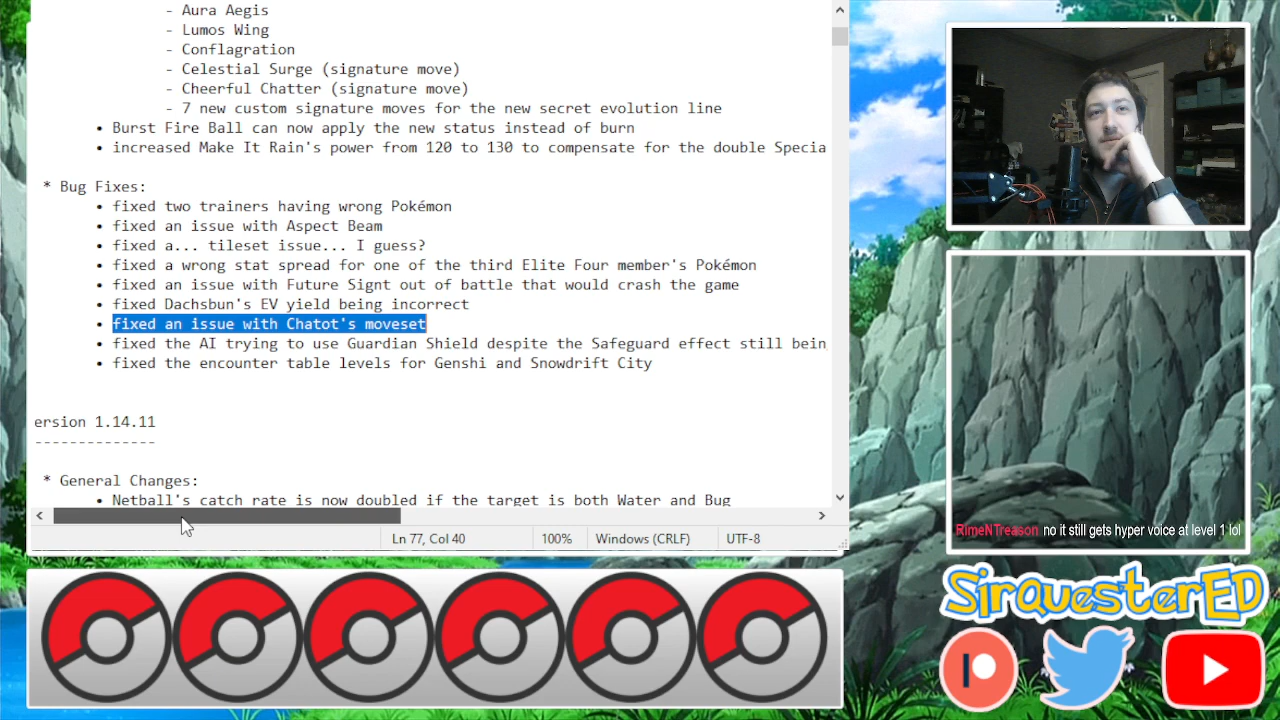 - Aura Aegis
- Lumos Wing
- Conflagration
- Celestial Surge (signature move)
- Cheerful Chatter (signature move)
- 7 new custom signature moves for the new secret evolution line
• Burst Fire Ball can now apply the new status instead of burn
• increased Make It Rain's power from 120 to 130 to compensate for the double Specia
* Bug Fixes:
• fixed two trainers having wrong Pokémon
• fixed an issue with Aspect Beam
• fixed a... tileset issue... I guess?
• fixed a wrong stat spread for one of the third Elite Four member's Pokémon
• fixed an issue with Future Signt out of battle that would crash the game
• fixed Dachsbun's EV yield being incorrect
• fixed an issue with Chatot's moveset
• fixed the AI trying to use Guardian Shield despite the Safeguard effect still bein
• fixed the encounter table levels for Genshi and Snowdrift City
ersion 1.14.11
--------------
* General Changes:
• Netball's catch rate is now doubled if the target is both Water and Bug
Ln 77, Col 40
100%
Windows (CRLF)
UTF-8
RimeNTreason no it still gets hyper voice at level 1 lol
SirquesterED